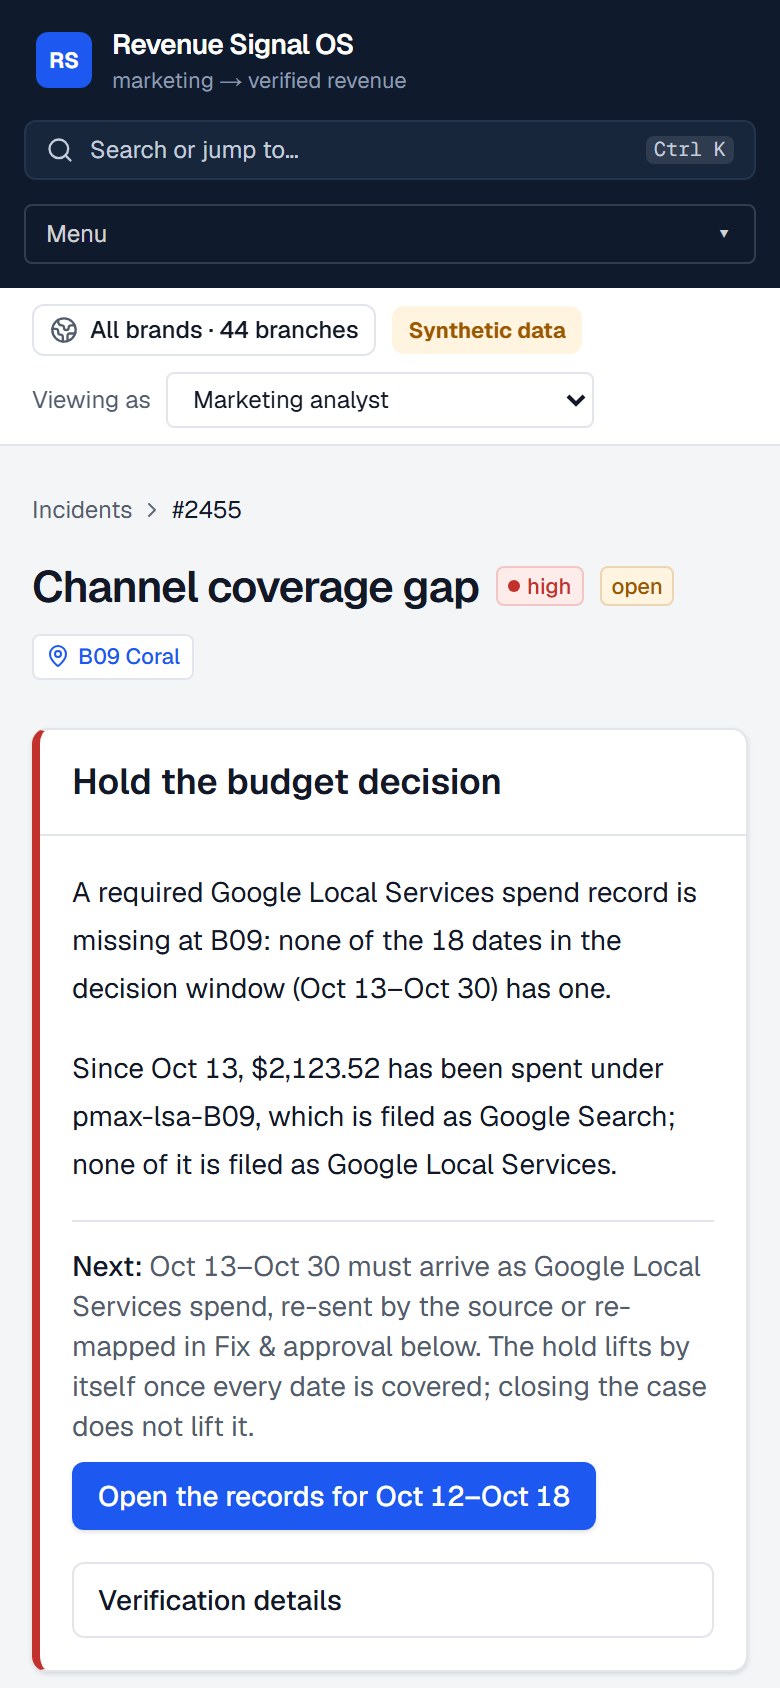 RS
Revenue Signal OS
marketing → verified revenue
Search or jump to...
Ctrl K
Menu
All brands · 44 branches
Synthetic data
Viewing as
Marketing analyst
Incidents > #2455
Channel coverage gap
high
open
B09 Coral
Hold the budget decision
A required Google Local Services spend record is
missing at B09: none of the 18 dates in the
decision window (Oct 13–Oct 30) has one.
Since Oct 13, $2,123.52 has been spent under
pmax-lsa-B09, which is filed as Google Search;
none of it is filed as Google Local Services.
Next: Oct 13–Oct 30 must arrive as Google Local
Services spend, re-sent by the source or re-
mapped in Fix & approval below. The hold lifts by
itself once every date is covered; closing the case
does not lift it.
Open the records for Oct 12–Oct 18
Verification details